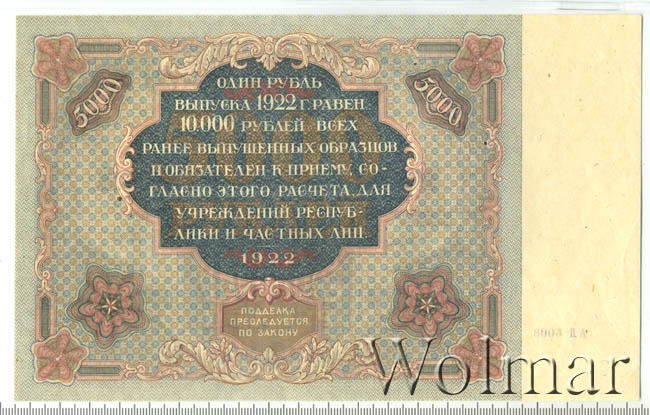 5000
5000
ОДИН РУБЛЬ
ВЫПУСКА 1922 Г. РАВЕН
10.000 РУБЛЕЙ ВСЕХ
РАНЕЕ ВЫПУЩЕННЫХ ОБРАЗЦОВ
И ОБЯЗАТЕЛЕН К ПРИЕМУ, СО-
ГЛАСНО ЭТОГО РАСЧЕТА, ДЛЯ
УЧРЕЖДЕНИЙ РЕСПУБ-
ЛИКИ И ЧАСТНЫХ ЛИЦ.
1922
ПОДДЕЛКА
ПРЕСЛЕДУЕТСЯ
ПО ЗАКОНУ
Wolmar